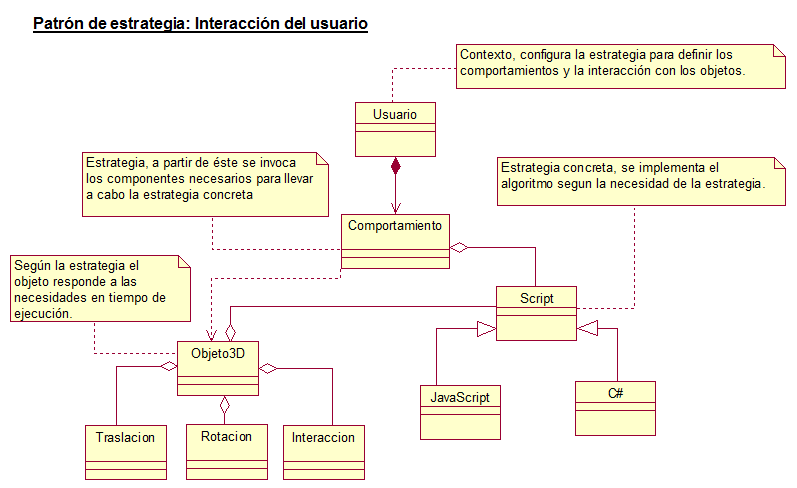 Patrón de estrategia: Interacción del usuario
Contexto, configura la estrategia para definir los
comportamientos y la interacción con los objetos.
Usuario
Estrategia, a partir de éste se invoca
los componentes necesarios para llevar
a cabo la estrategia concreta
Estrategia concreta, se implementa el
algoritmo segun la necesidad de la estrategia.
Comportamiento
Según la estrategia el
objeto responde a las
necesidades en tiempo de
ejecución.
Script
Objeto3D
JavaScript
C#
Traslacion
Rotacion
Interaccion